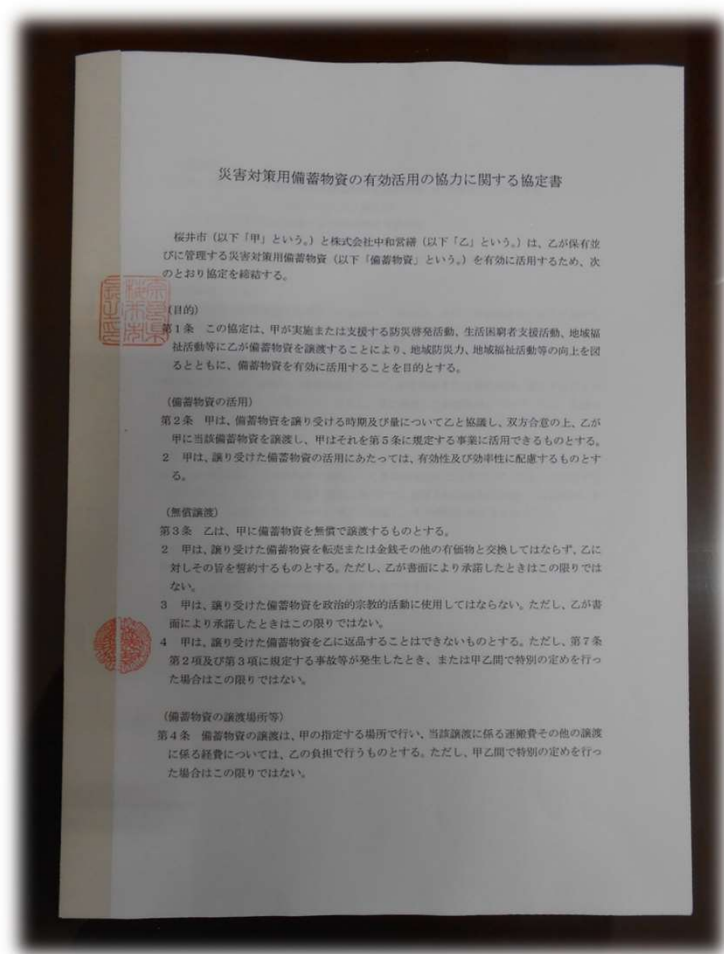 災害対策用備蓄物資の有効活用の協力に関する協定書
桜井市（以下「甲」という。）と株式会社中和営繕（以下「乙」という。）は、乙が保有並
びに管理する災害対策用備蓄物資（以下「備蓄物資」という。）を有効に活用するため、次
のとおり協定を締結する。
（目的）
第１条　この協定は、甲が実施または支援する防災啓発活動、生活困窮者支援活動、地域福
祉活動等に乙が備蓄物資を譲渡することにより、地域防災力、地域福祉活動等の向上を図
るとともに、備蓄物資を有効に活用することを目的とする。
（備蓄物資の活用）
第２条　甲は、備蓄物資を譲り受ける時期及び量について乙と協議し、双方合意の上、乙が
甲に当該備蓄物資を譲渡し、甲はそれを第５条に規定する事業に活用できるものとする。
２　甲は、譲り受けた備蓄物資の活用にあたっては、有効性及び効率性に配慮するものとす
る。
（無償譲渡）
第３条　乙は、甲に備蓄物資を無償で譲渡するものとする。
２　甲は、譲り受けた備蓄物資を転売または金銭その他の有価物と交換してはならず、乙に
対しその旨を誓約するものとする。ただし、乙が書面により承諾したときはこの限りでは
ない。
３　甲は、譲り受けた備蓄物資を政治的宗教的活動に使用してはならない。ただし、乙が書
面により承諾したときはこの限りではない。
４　甲は、譲り受けた備蓄物資を乙に返品することはできないものとする。ただし、第７条
第２項及び第３項に規定する事故等が発生したとき、または甲乙間で特別の定めを行っ
た場合はこの限りではない。
（備蓄物資の譲渡場所等）
第４条　備蓄物資の譲渡は、甲の指定する場所で行い、当該譲渡に係る運搬費その他の譲渡
に係る経費については、乙の負担で行うものとする。ただし、甲乙間で特別の定めを行っ
た場合はこの限りではない。